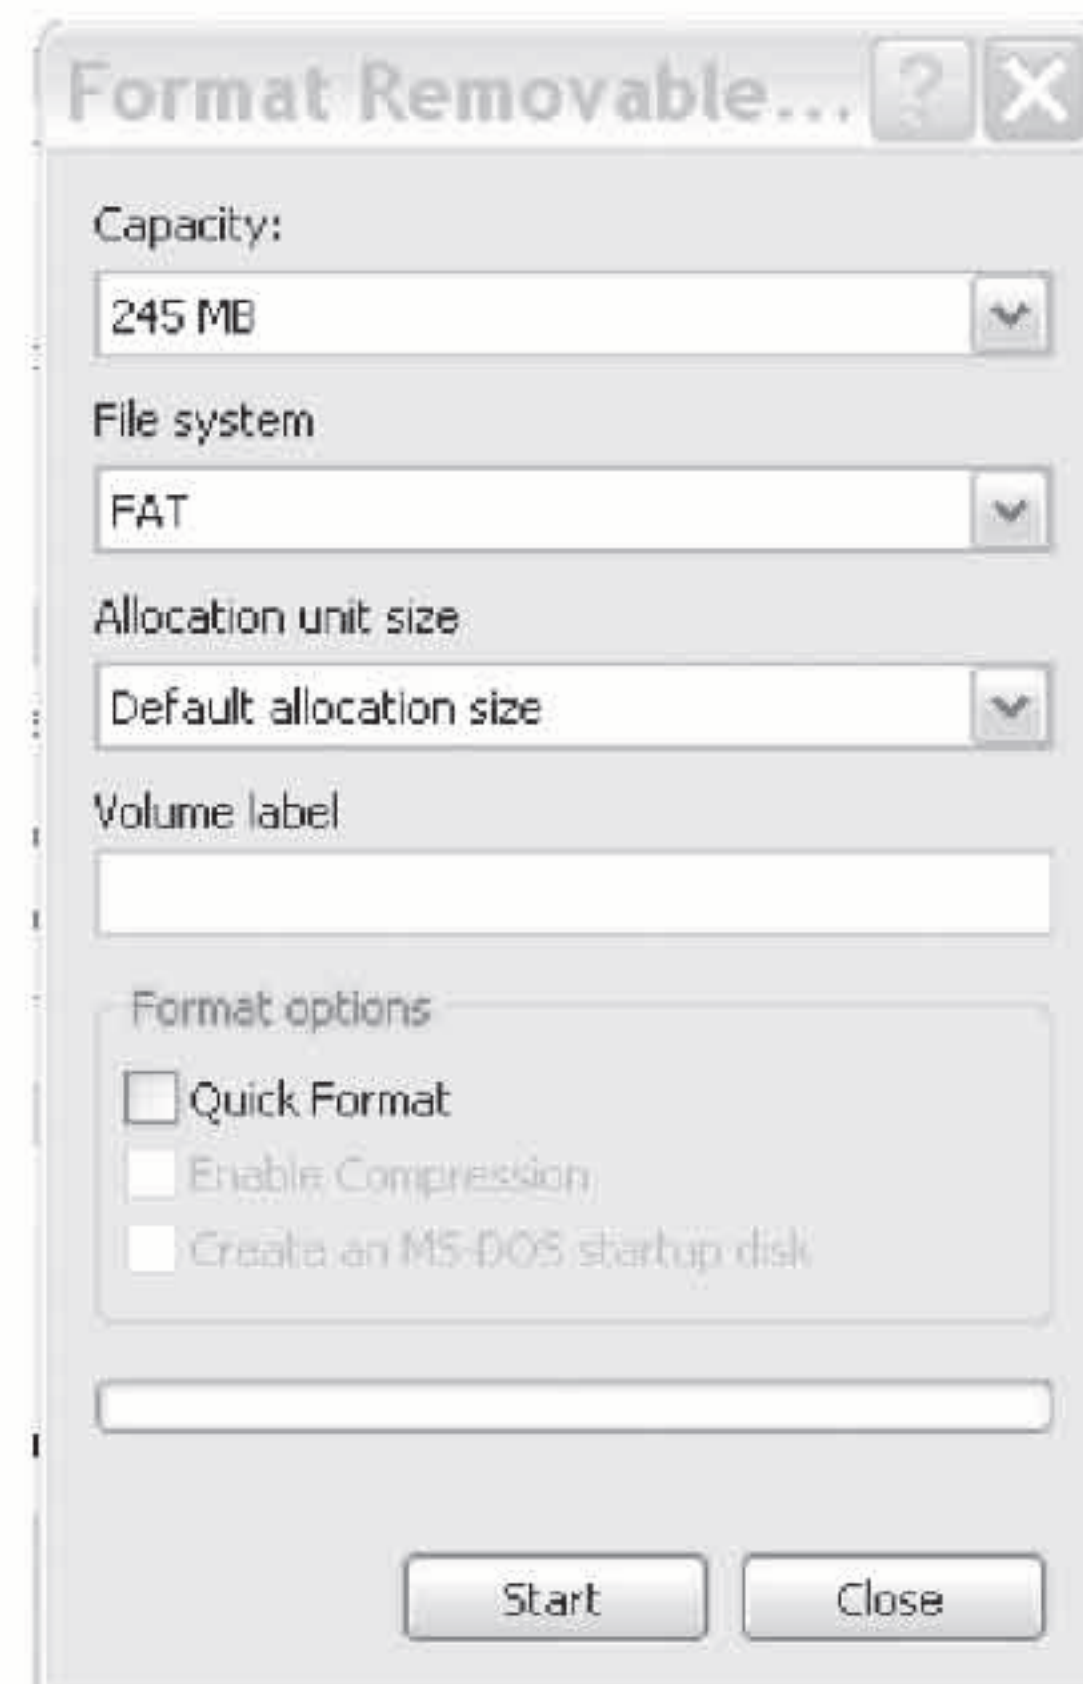 Format Removable...
Capacity:
245 MB
File system
FAT
Allocation unit size
Default allocation size
Volume label
Format options
Quick Format
Enable Compression
Create an MS-DOS startup disk
Start
Close